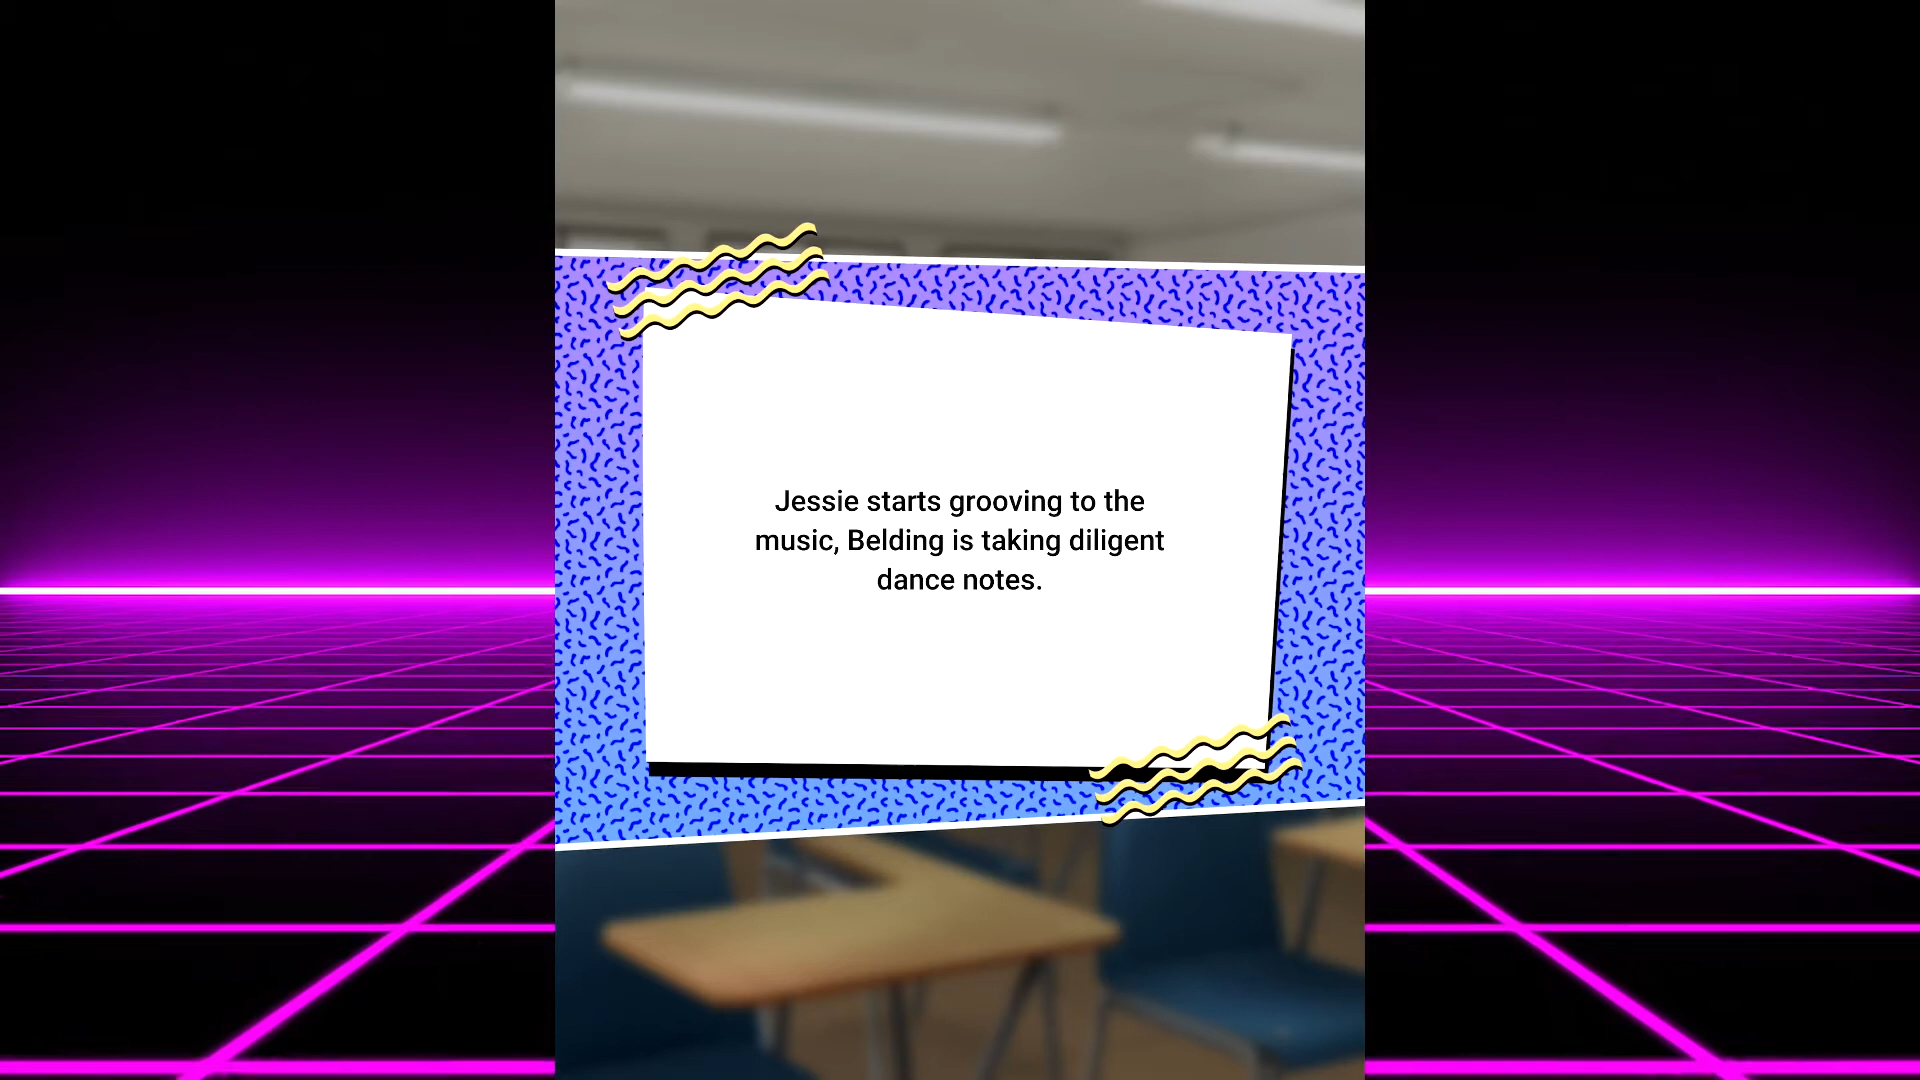 Jessie starts grooving to the
music, Belding is taking diligent
dance notes.